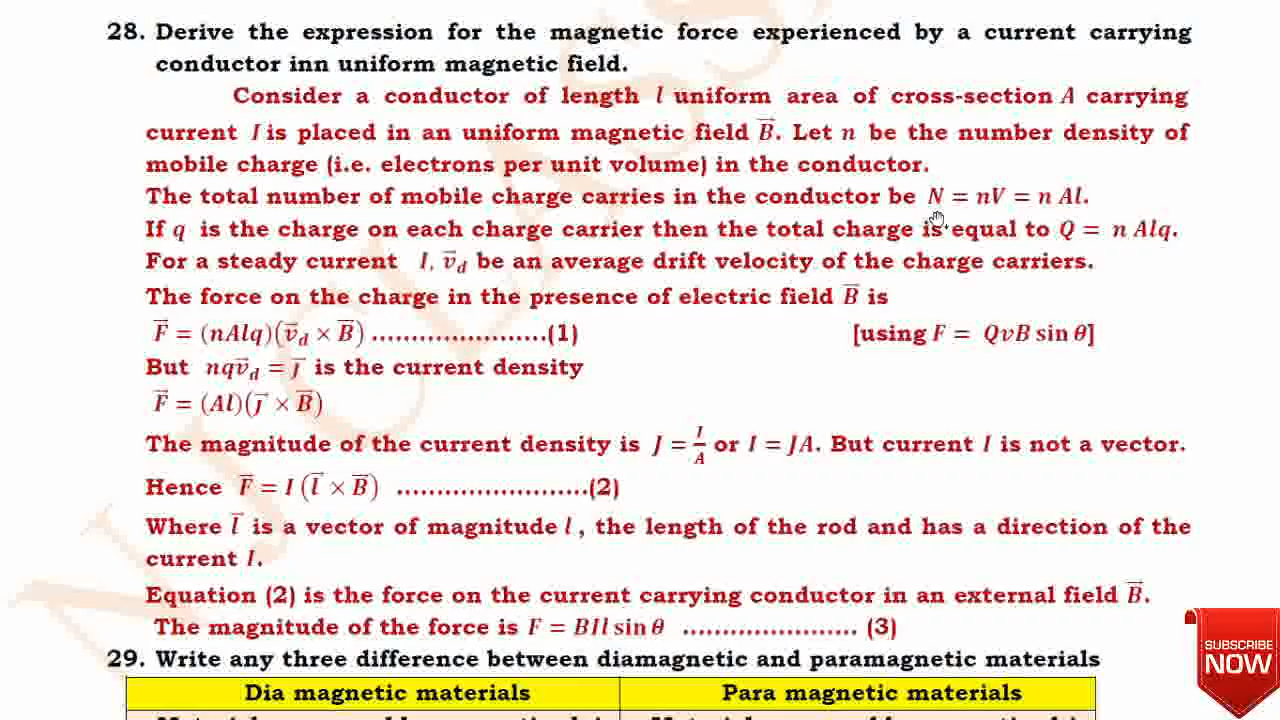 28. Derive the expression for the magnetic force experienced by a current carrying
conductor inn uniform magnetic field.
Consider a conductor of length l uniform area of cross-section A carrying
current I is placed in an uniform magnetic field B⃗. Let n be the number density of
mobile charge (i.e. electrons per unit volume) in the conductor.
The total number of mobile charge carries in the conductor be N = nV = n Al.
If q is the charge on each charge carrier then the total charge is equal to Q = n Alq.
For a steady current I, v⃗d be an average drift velocity of the charge carriers.
The force on the charge in the presence of electric field B⃗ is
F⃗ = (nAlq)(v⃗d × B⃗) ......................(1) [using F = QvB sin θ]
But nqv⃗d = ȷ⃗ is the current density
F⃗ = (Al)(ȷ⃗ × B⃗)
The magnitude of the current density is J = I/A or I = JA. But current I is not a vector.
Hence F⃗ = I (l⃗ × B⃗) ........................(2)
Where l⃗ is a vector of magnitude l , the length of the rod and has a direction of the
current I.
Equation (2) is the force on the current carrying conductor in an external field B⃗.
The magnitude of the force is F = BIl sin θ ...................... (3)
29. Write any three difference between diamagnetic and paramagnetic materials
Dia magnetic materials Para magnetic materials
SUBSCRIBE
NOW